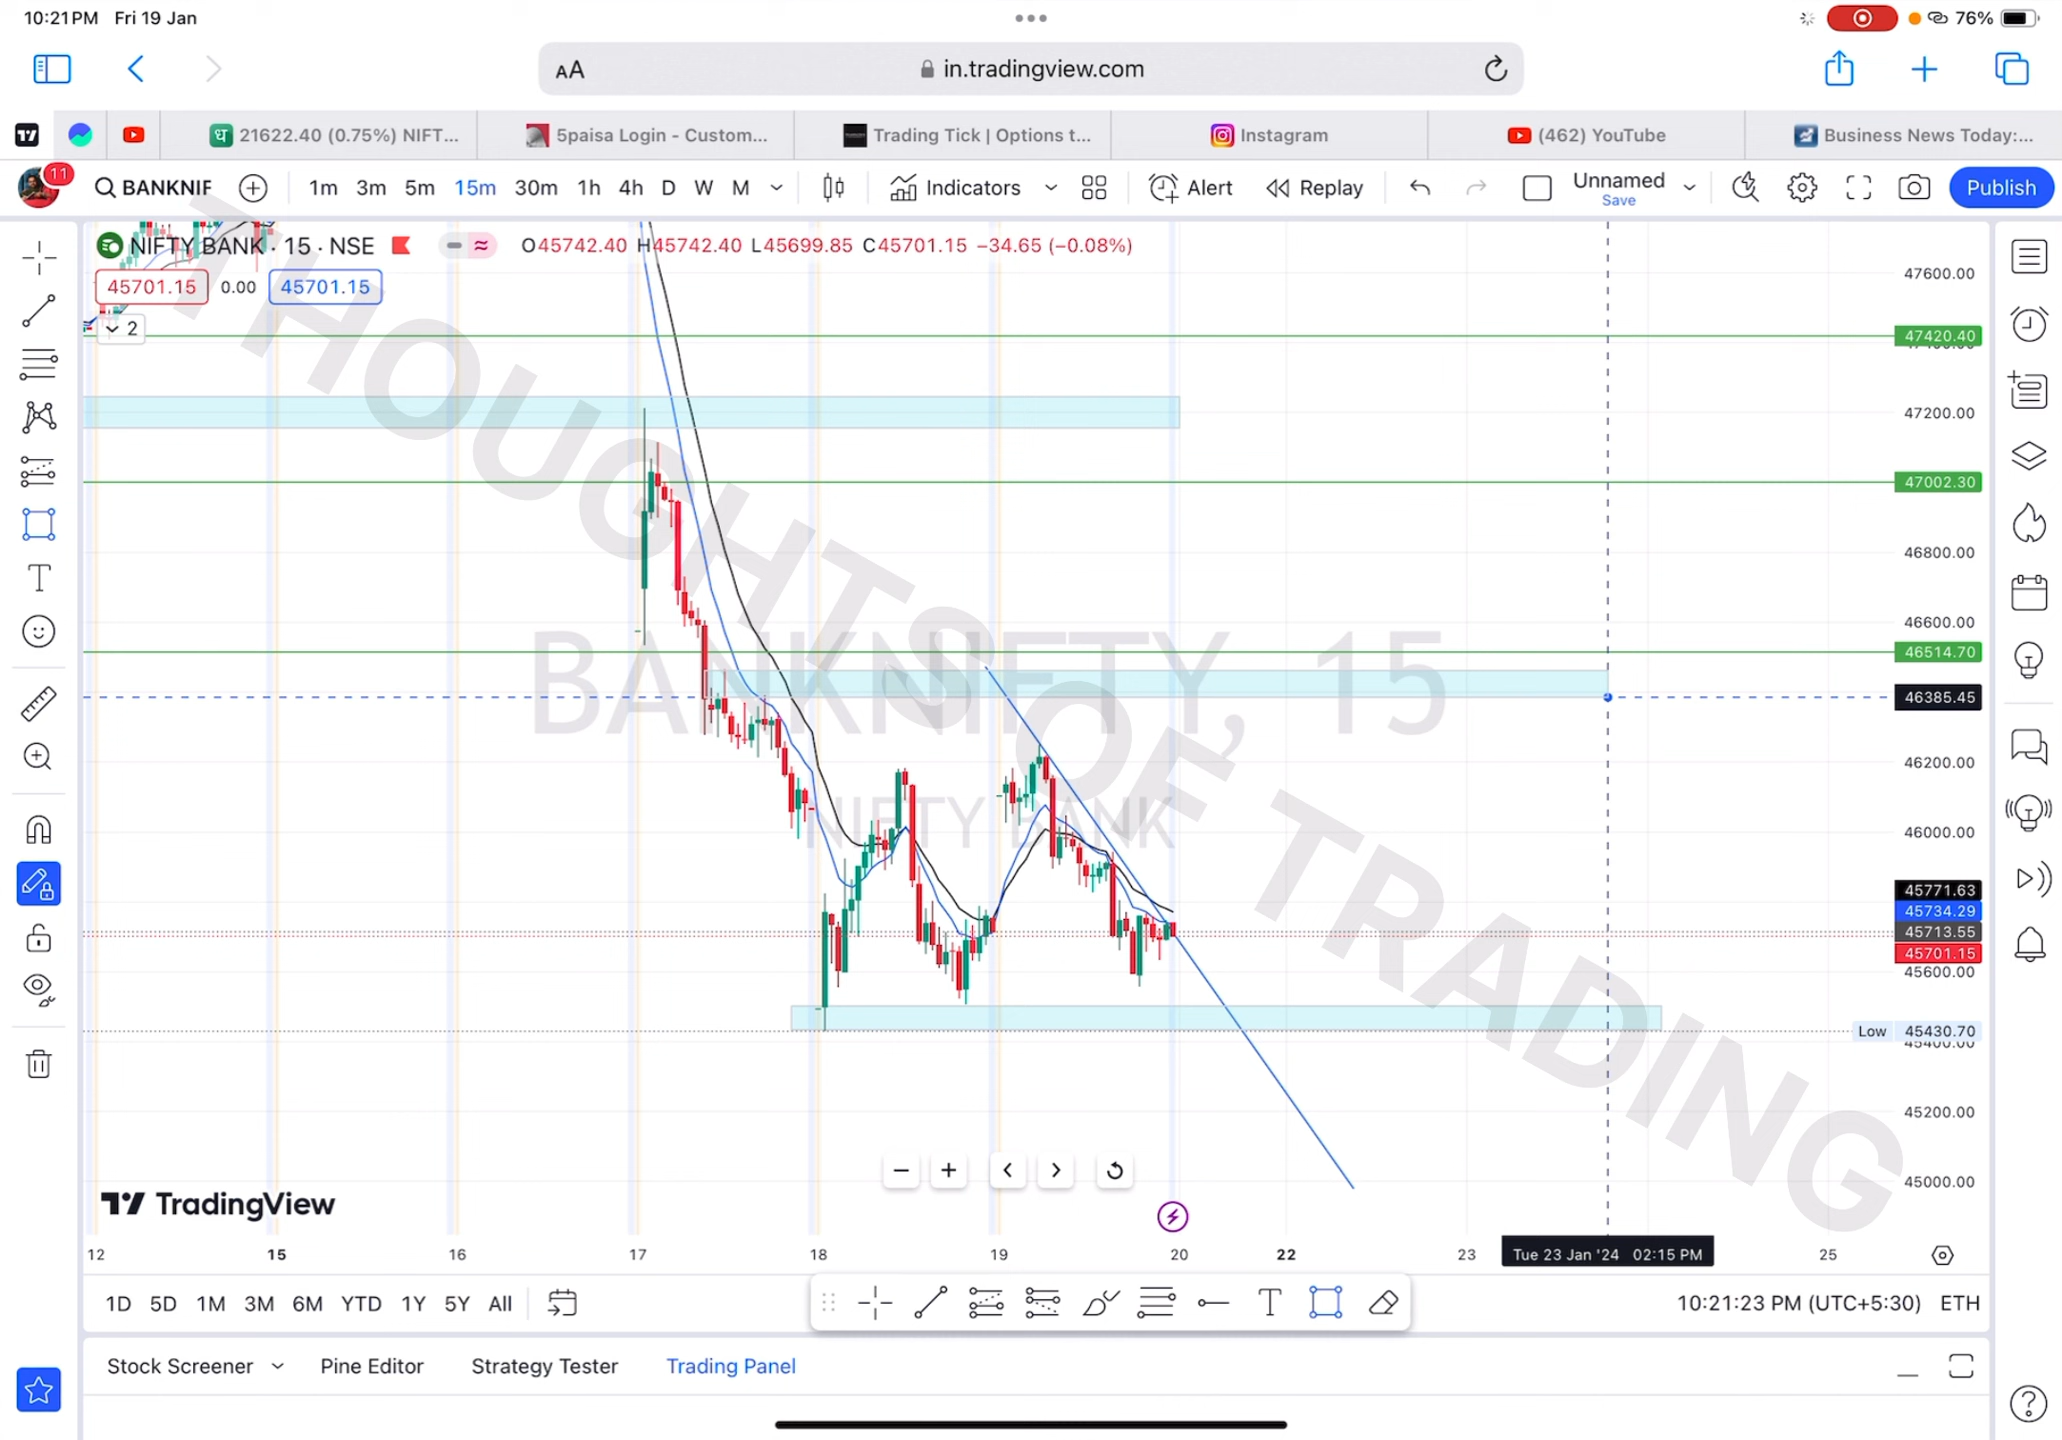 10:21PM Fri 19 Jan
76%
AA
in.tradingview.com
21622.40 (0.75%) NIFT...
5paisa Login - Custom...
Trading Tick | Options t...
Instagram
(462) YouTube
Business News Today:...
11
BANKNIF
1m 3m 5m 15m 30m 1h 4h D W M
Indicators
Alert
Replay
Unnamed
Save
Publish
NIFTY BANK · 15 · NSE
O45742.40 H45742.40 L45699.85 C45701.15 −34.65 (−0.08%)
45701.15 0.00 45701.15
2
THOUGHTS OF TRADING
BANKNIFTY, 15
NIFTY BANK
47600.00
47420.40
47200.00
47002.30
46800.00
46600.00
46514.70
46385.45
46200.00
46000.00
45771.63
45734.29
45713.55
45701.15
45600.00
Low 45430.70
45400.00
45200.00
45000.00
TradingView
12 15 16 17 18 19 20 22 23 Tue 23 Jan '24 02:15 PM 25
1D 5D 1M 3M 6M YTD 1Y 5Y All
T
10:21:23 PM (UTC+5:30) ETH
Stock Screener
Pine Editor
Strategy Tester
Trading Panel